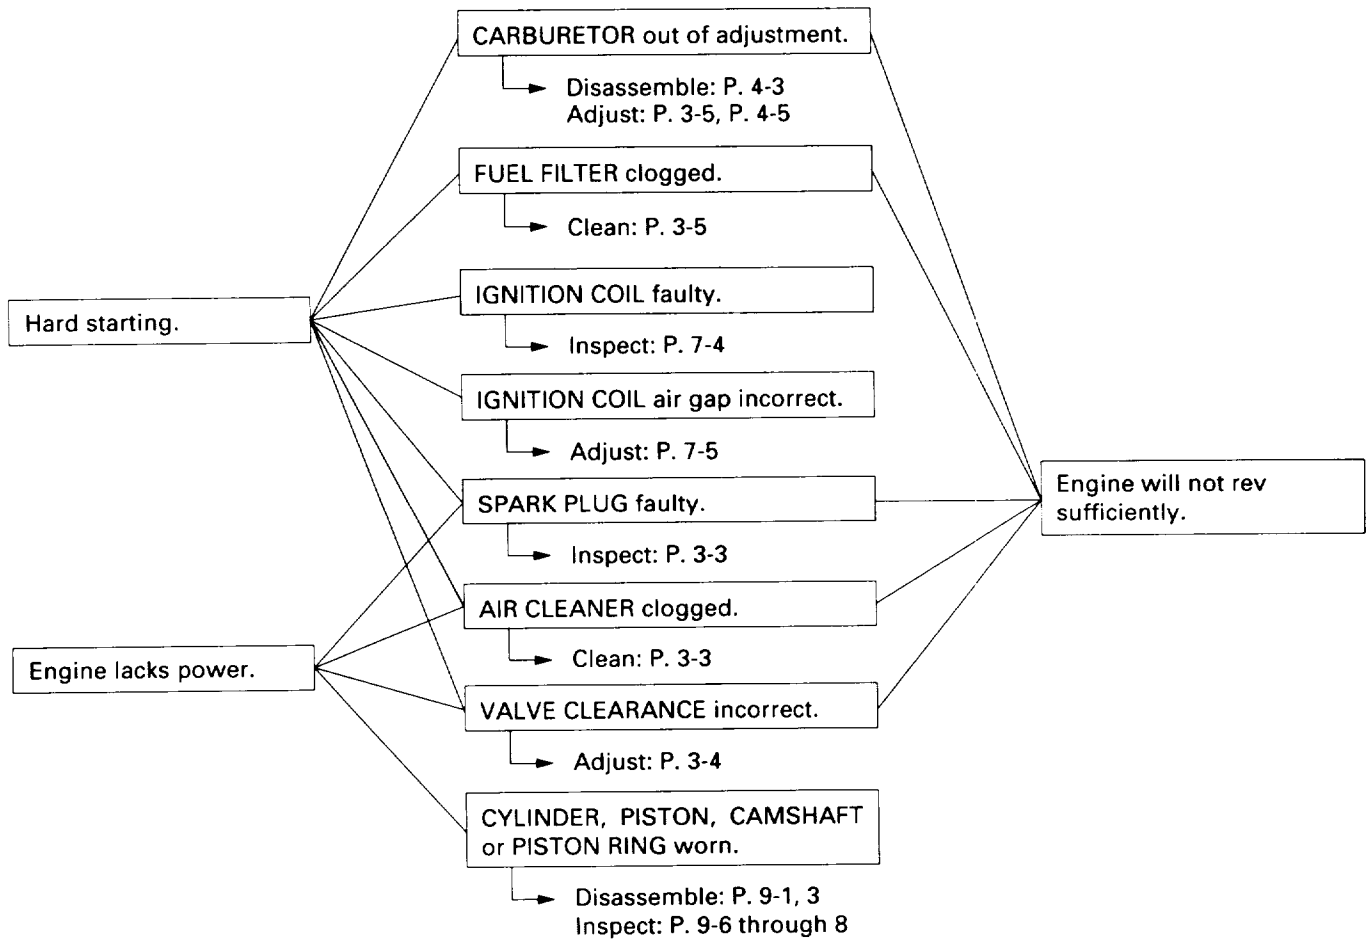 CARBURETOR out of adjustment.
Disassemble: P. 4-3
Adjust: P. 3-5, P. 4-5
FUEL FILTER clogged.
Clean: P. 3-5
Hard starting.
IGNITION COIL faulty.
Inspect: P. 7-4
IGNITION COIL air gap incorrect.
Adjust: P. 7-5
SPARK PLUG faulty.
Inspect: P. 3-3
Engine will not rev
sufficiently.
AIR CLEANER clogged.
Clean: P. 3-3
Engine lacks power.
VALVE CLEARANCE incorrect.
Adjust: P. 3-4
CYLINDER, PISTON, CAMSHAFT
or PISTON RING worn.
Disassemble: P. 9-1, 3
Inspect: P. 9-6 through 8